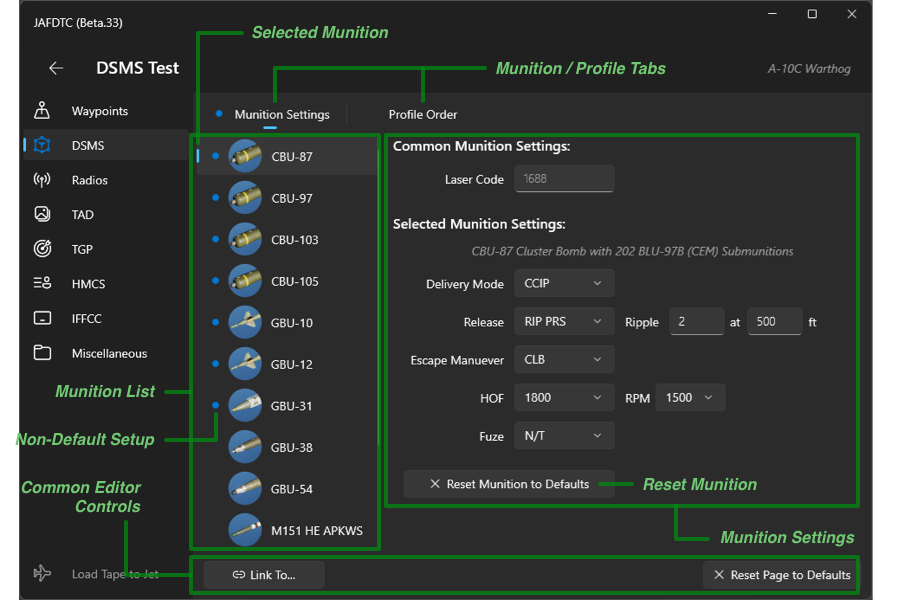 JAFDTC (Beta.33)
Selected Munition
DSMS Test
Munition / Profile Tabs
A-10C Warthog
Waypoints
DSMS
Radios
TAD
TGP
HMCS
IFFCC
Miscellaneous
Munition Settings
Profile Order
CBU-87
CBU-97
CBU-103
CBU-105
GBU-10
GBU-12
GBU-31
GBU-38
GBU-54
M151 HE APKWS
Common Munition Settings:
Laser Code 1688
Selected Munition Settings:
CBU-87 Cluster Bomb with 202 BLU-97B (CEM) Submunitions
Delivery Mode CCIP
Release RIP PRS Ripple 2 at 500 ft
Escape Manuever CLB
HOF 1800 RPM 1500
Fuze N/T
Reset Munition to Defaults
Reset Munition
Munition List
Non-Default Setup
Common Editor
Controls
Munition Settings
Load Tape to Jet
Link To...
Reset Page to Defaults